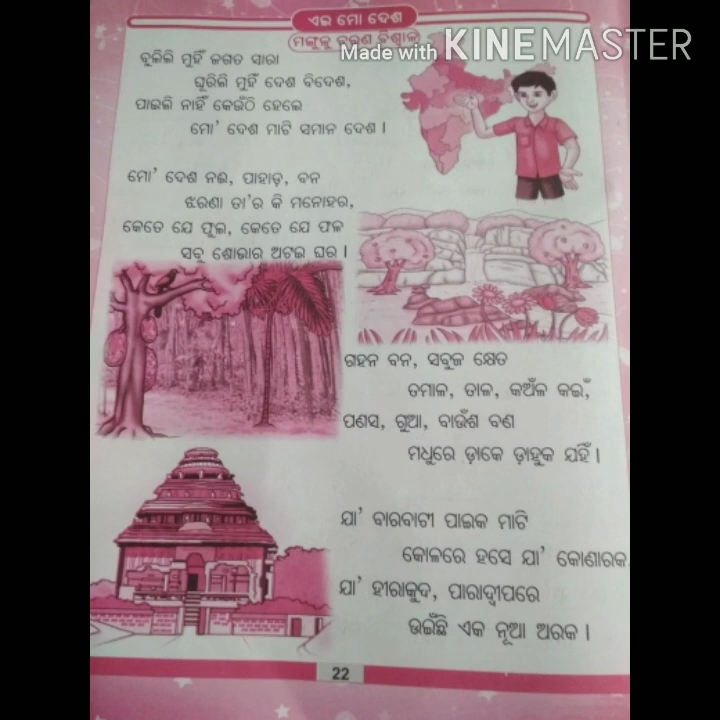 ଏଇ ମୋ ଦେଶ
Made with KINEMASTER
ବୁଲିଲି ମୁହିଁ ଜଗତ ସାରା
ଘୂରିଲି ମୁହିଁ ଦେଶ ବିଦେଶ,
ପାଇଲି ନାହିଁ କେଉଁଠି ହେଲେ
ମୋ' ଦେଶ ମାଟି ସମାନ ଦେଶ ।
ମୋ' ଦେଶ ନଈ, ପାହାଡ଼, ବନ
ଝରଣା ତା'ର କି ମନୋହର,
କେତେ ଯେ ଫୁଲ, କେତେ ଯେ ଫଳ
ସବୁ ଶୋଭାର ଅଟଇ ଘର ।
ଗହନ ବନ, ସବୁଜ କ୍ଷେତ
ତମାଳ, ତାଳ, କଅଁଳ କଇଁ,
ପଣସ, ଗୁଆ, ବାଉଁଶ ବଣ
ମଧୁରେ ଡ଼ାକେ ଡ଼ାହୁକ ଯହିଁ ।
ଯା' ବାରବାଟୀ ପାଇକ ମାଟି
କୋଳରେ ହସେ ଯା' କୋଣାରକ
ଯା' ହୀରାକୁଦ, ପାରାଦ୍ୱୀପରେ
ଉଇଁଛି ଏକ ନୂଆ ଅରକ ।
22